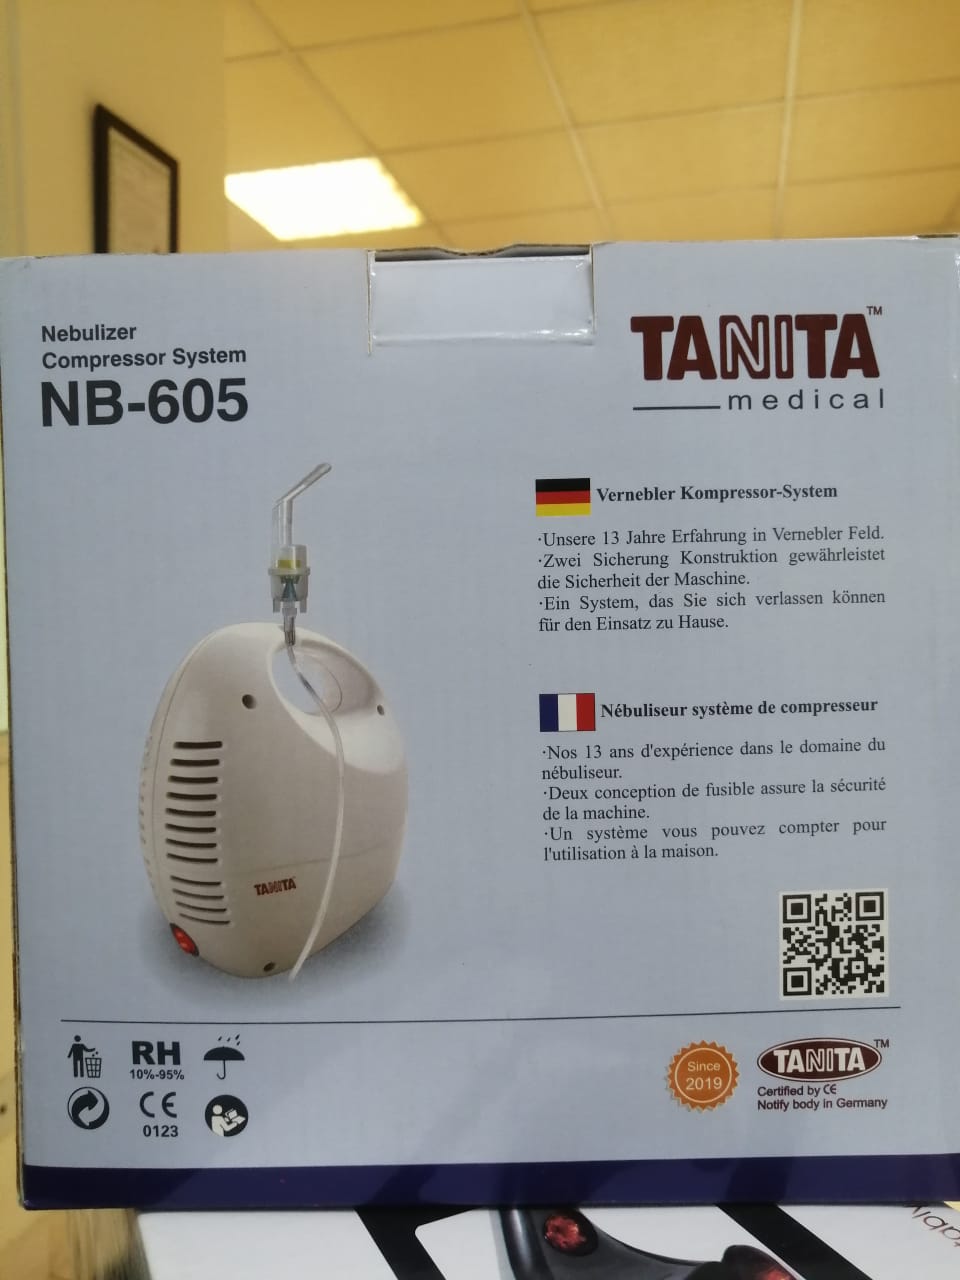 Nebulizer
Compressor System
NB-605
TANITA™
medical
Vernebler Kompressor-System
·Unsere 13 Jahre Erfahrung in Vernebler Feld.
·Zwei Sicherung Konstruktion gewährleistet
die Sicherheit der Maschine.
·Ein System, das Sie sich verlassen können
für den Einsatz zu Hause.
Nébuliseur système de compresseur
·Nos 13 ans d'expérience dans le domaine du
nébuliseur.
·Deux conception de fusible assure la sécurité
de la machine.
·Un système vous pouvez compter pour
l'utilisation à la maison.
TANITA
RH
10%-95%
CE
0123
Since
2019
TANITA™
Certified by CE
Notify body in Germany